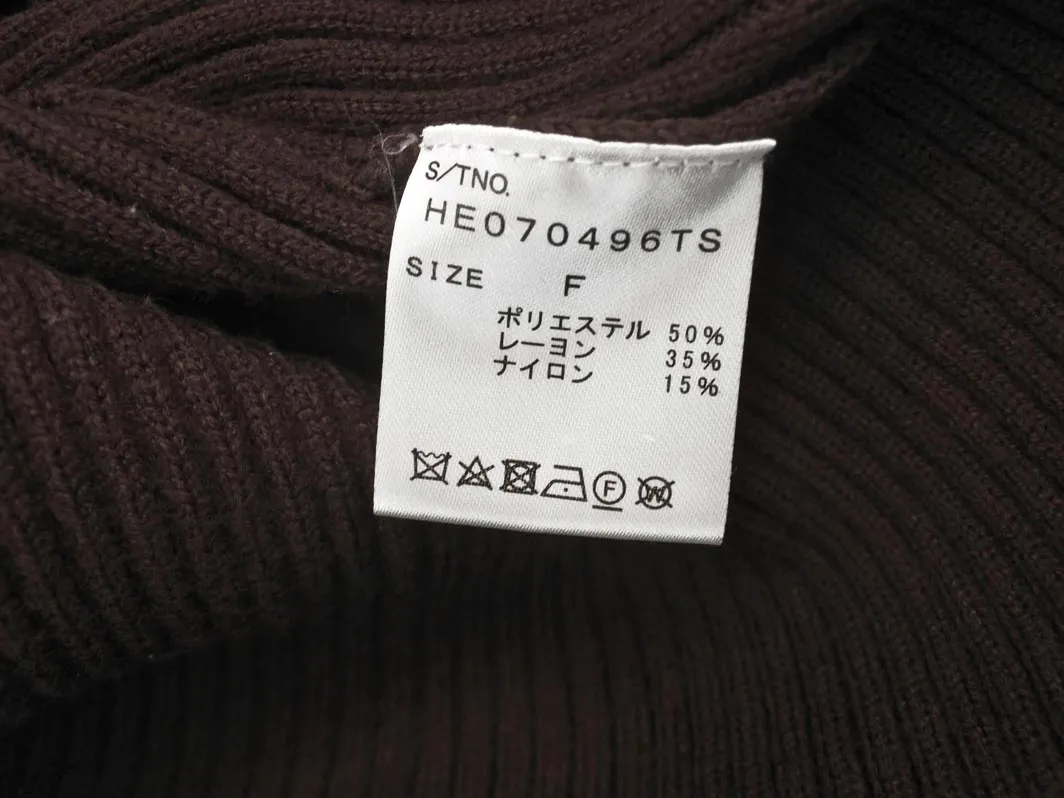 S/TNO.
HE070496TS
SIZE F
ポリエステル 50%
レーヨン 35%
ナイロン 15%
F W